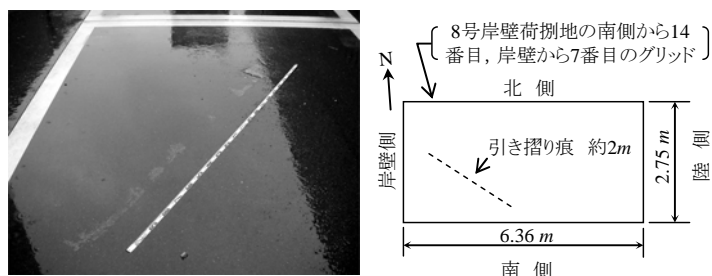 8号岸壁荷捌地の南側から14
番目，岸壁から7番目のグリッド
N
北 側
岸壁側
引き摺り痕 約2m
2.75 m
陸 側
6.36 m
南 側